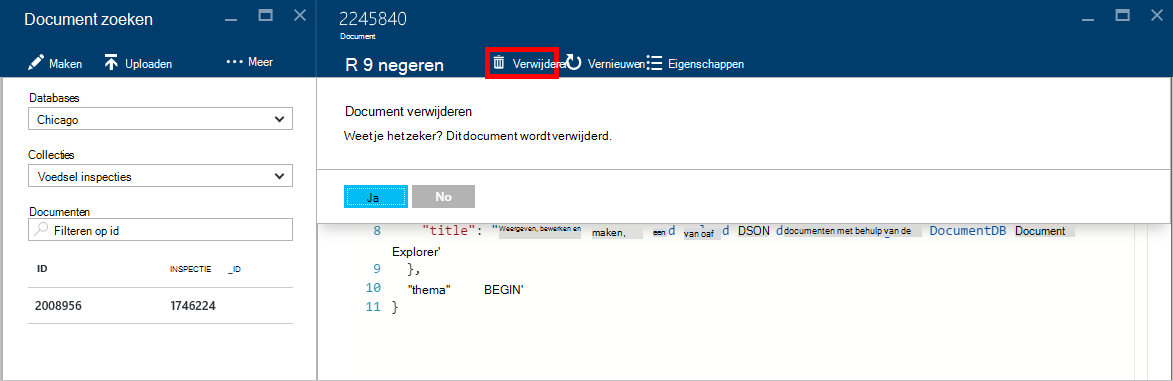 Document zoeken
Maken Uploaden ··· Meer
Databases
Chicago
Collecties
Voedsel inspecties
Documenten
Filteren op id
ID INSPECTIE _ID
2008956 1746224
2245840
Document
R 9 negeren Verwijderen Vernieuwen Eigenschappen
Document verwijderen
Weet je het zeker? Dit document wordt verwijderd.
Ja No
8 "title": "Weergeven, bewerken en maken, een d van oaf d DSON ddocumenten met behulp van de DocumentDB Document
Explorer'
9 },
10 "thema" BEGIN'
11 }